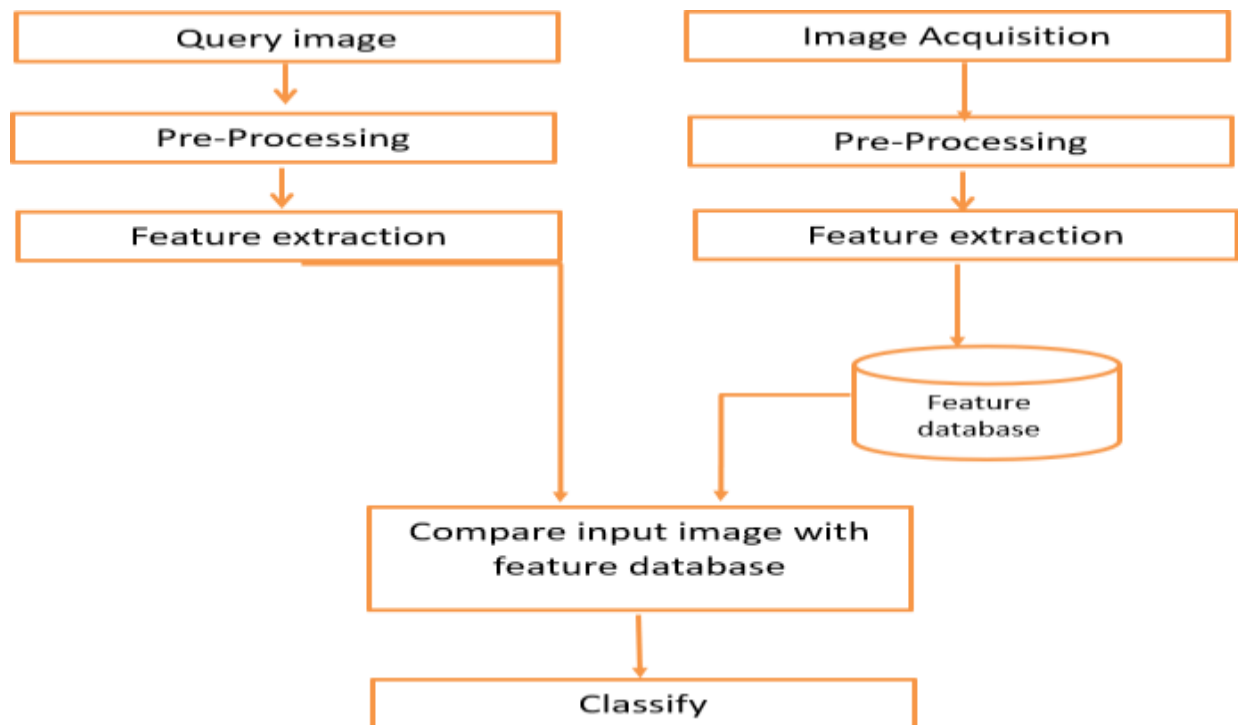 Query image
Image Acquisition
Pre-Processing
Pre-Processing
Feature extraction
Feature extraction
Feature
database
Compare input image with
feature database
Classify